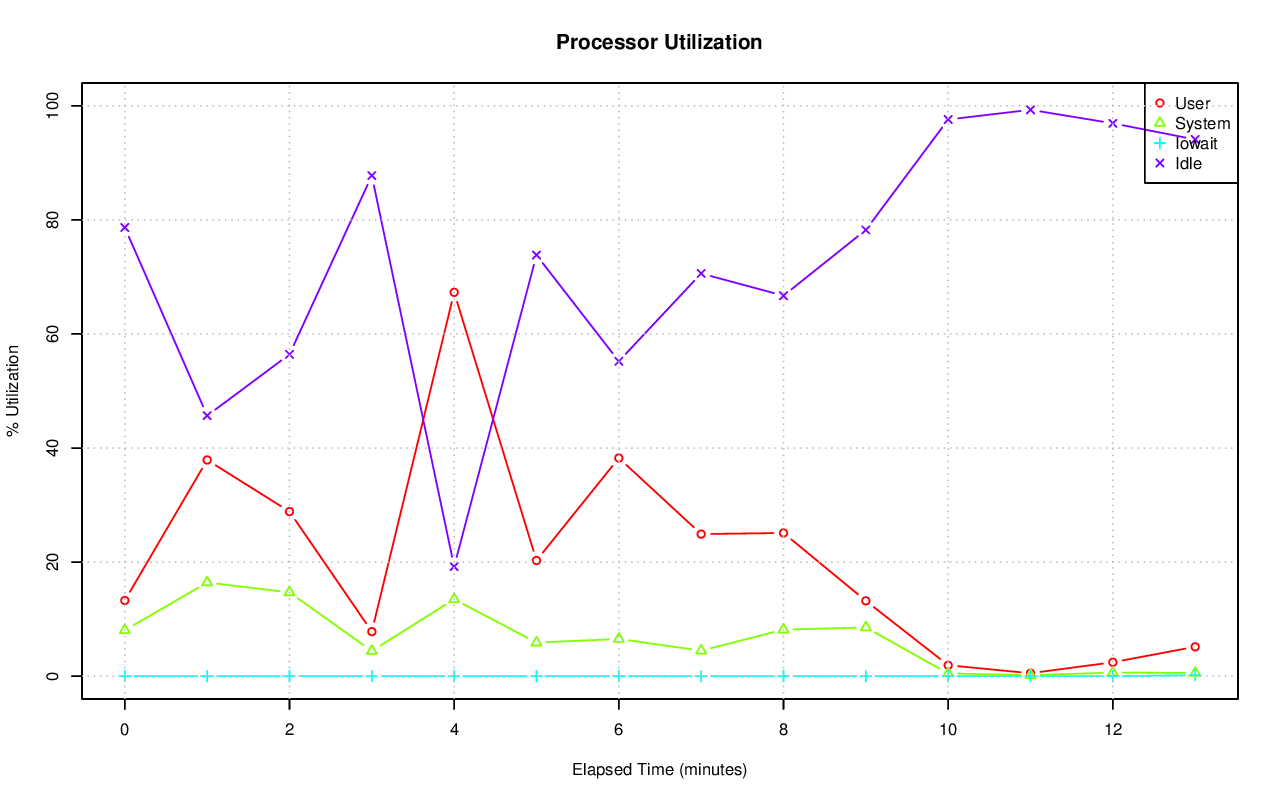 Processor Utilization
% Utilization
100
80
60
40
20
0
User
System
Iowait
Idle
0 2 4 6 8 10 12
Elapsed Time (minutes)